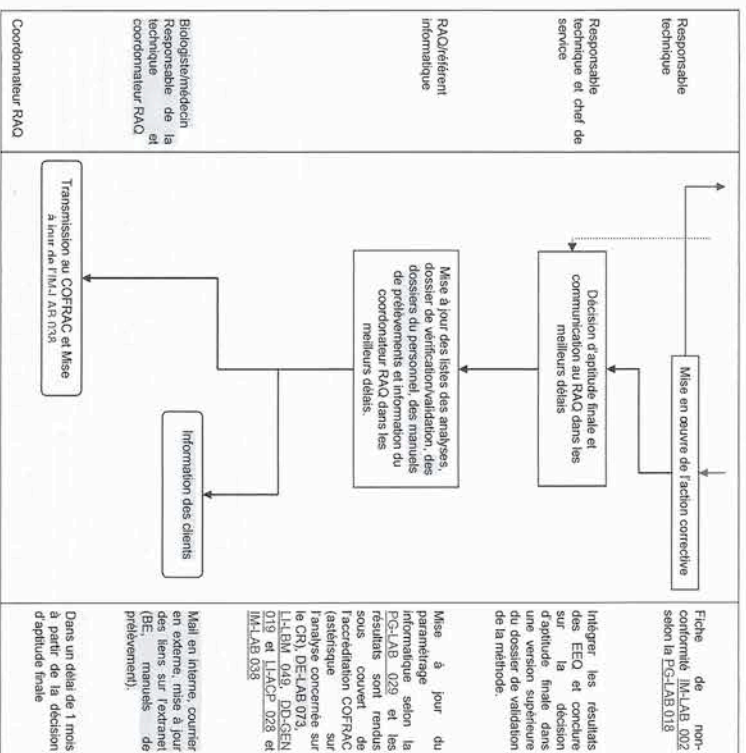 Responsable
technique
Mise en œuvre de l'action corrective
Fiche de non-
conformité IM-LAB 001
selon la PG-LAB 018
Responsable
technique et chef de
service
Décision d'aptitude finale et
communication au RAQ dans les
meilleurs délais
Intégrer les résultats
des EEQ et conclure
sur la décision
d'aptitude finale dans
une version supérieure
du dossier de validation
de la méthode.
RAQ/référent
informatique
Mise à jour des listes des analyses,
dossier de vérification/validation, des
dossiers du personnel, des manuels
de prélèvements et information du
coordonateur RAQ dans les
meilleurs délais.
Mise à jour du
paramétrage
informatique selon la
PG-LAB 029 et les
résultats sont rendus
sous couvert de
l'accréditation COFRAC
(astérisque sur
l'analyse concernée sur
le CR), DE-LAB 073,
LI-LBM 049, DD-GEN
019 et LI-ACP 028 et
IM-LAB 038
Biologiste/médecin
Responsable de la
technique et
coordonnateur RAQ
Information des clients
Mail en interne, courrier
en externe, mise à jour
des liens sur l'extranet
(BE, manuels de
prélèvement).
Coordonnateur RAQ
Transmission au COFRAC et Mise
à jour de l'IM-LAB 038
Dans un délai de 1 mois
à partir de la décision
d'aptitude finale